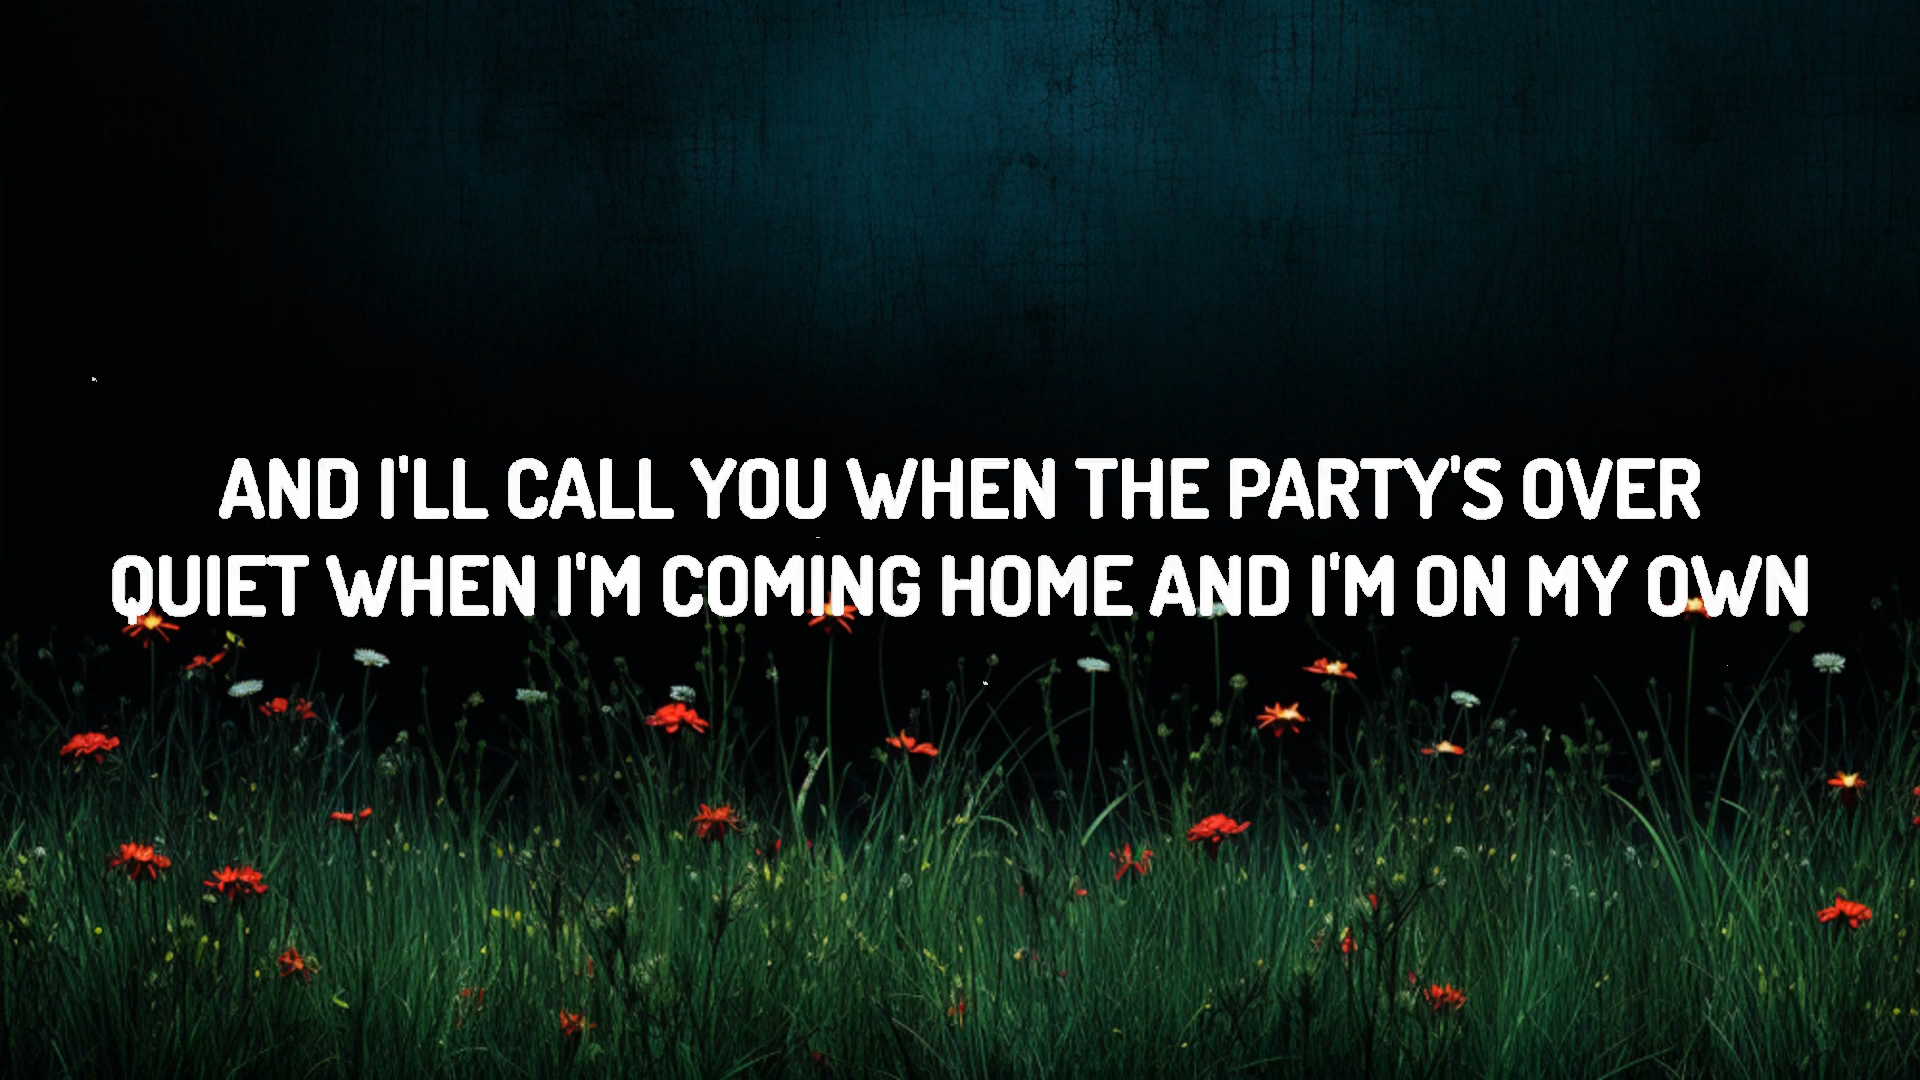 AND I'LL CALL YOU WHEN THE PARTY'S OVER
QUIET WHEN I'M COMING HOME AND I'M ON MY OWN